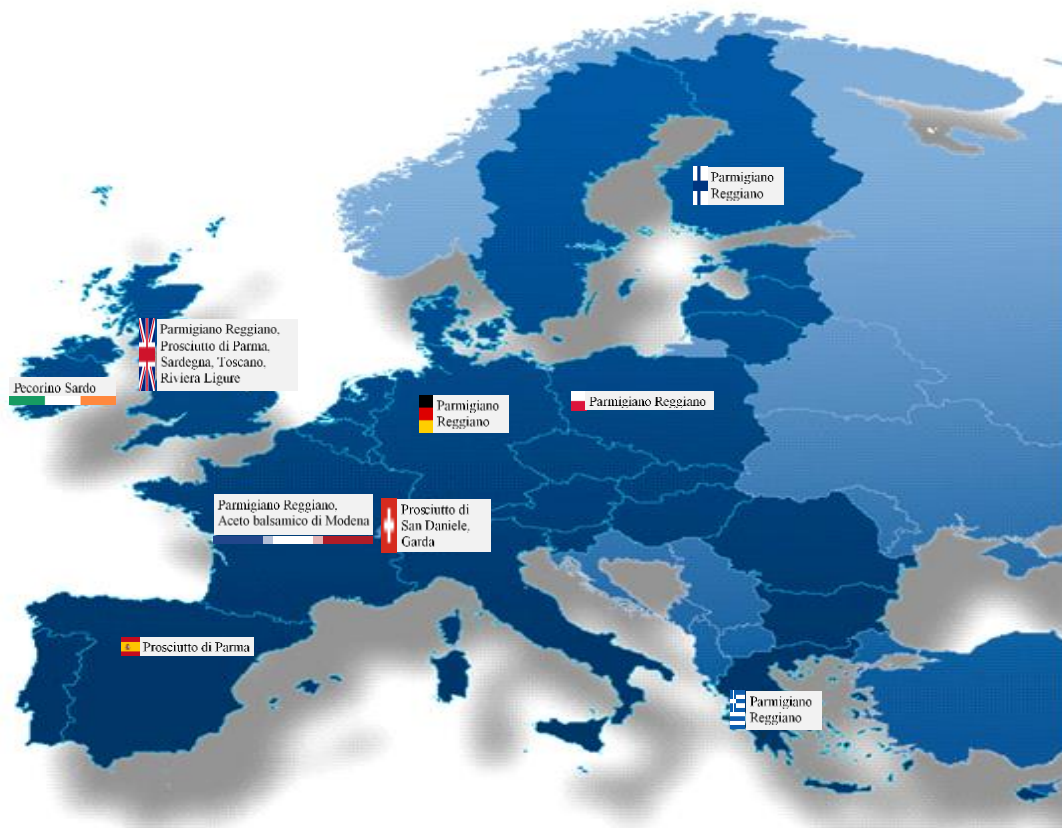 Parmigiano
Reggiano
Parmigiano Reggiano,
Prosciutto di Parma,
Sardegna, Toscano,
Riviera Ligure
Pecorino Sardo
Parmigiano
Reggiano
Parmigiano Reggiano
Parmigiano Reggiano,
Aceto balsamico di Modena
Prosciutto di
San Daniele,
Garda
Prosciutto di Parma
Parmigiano
Reggiano